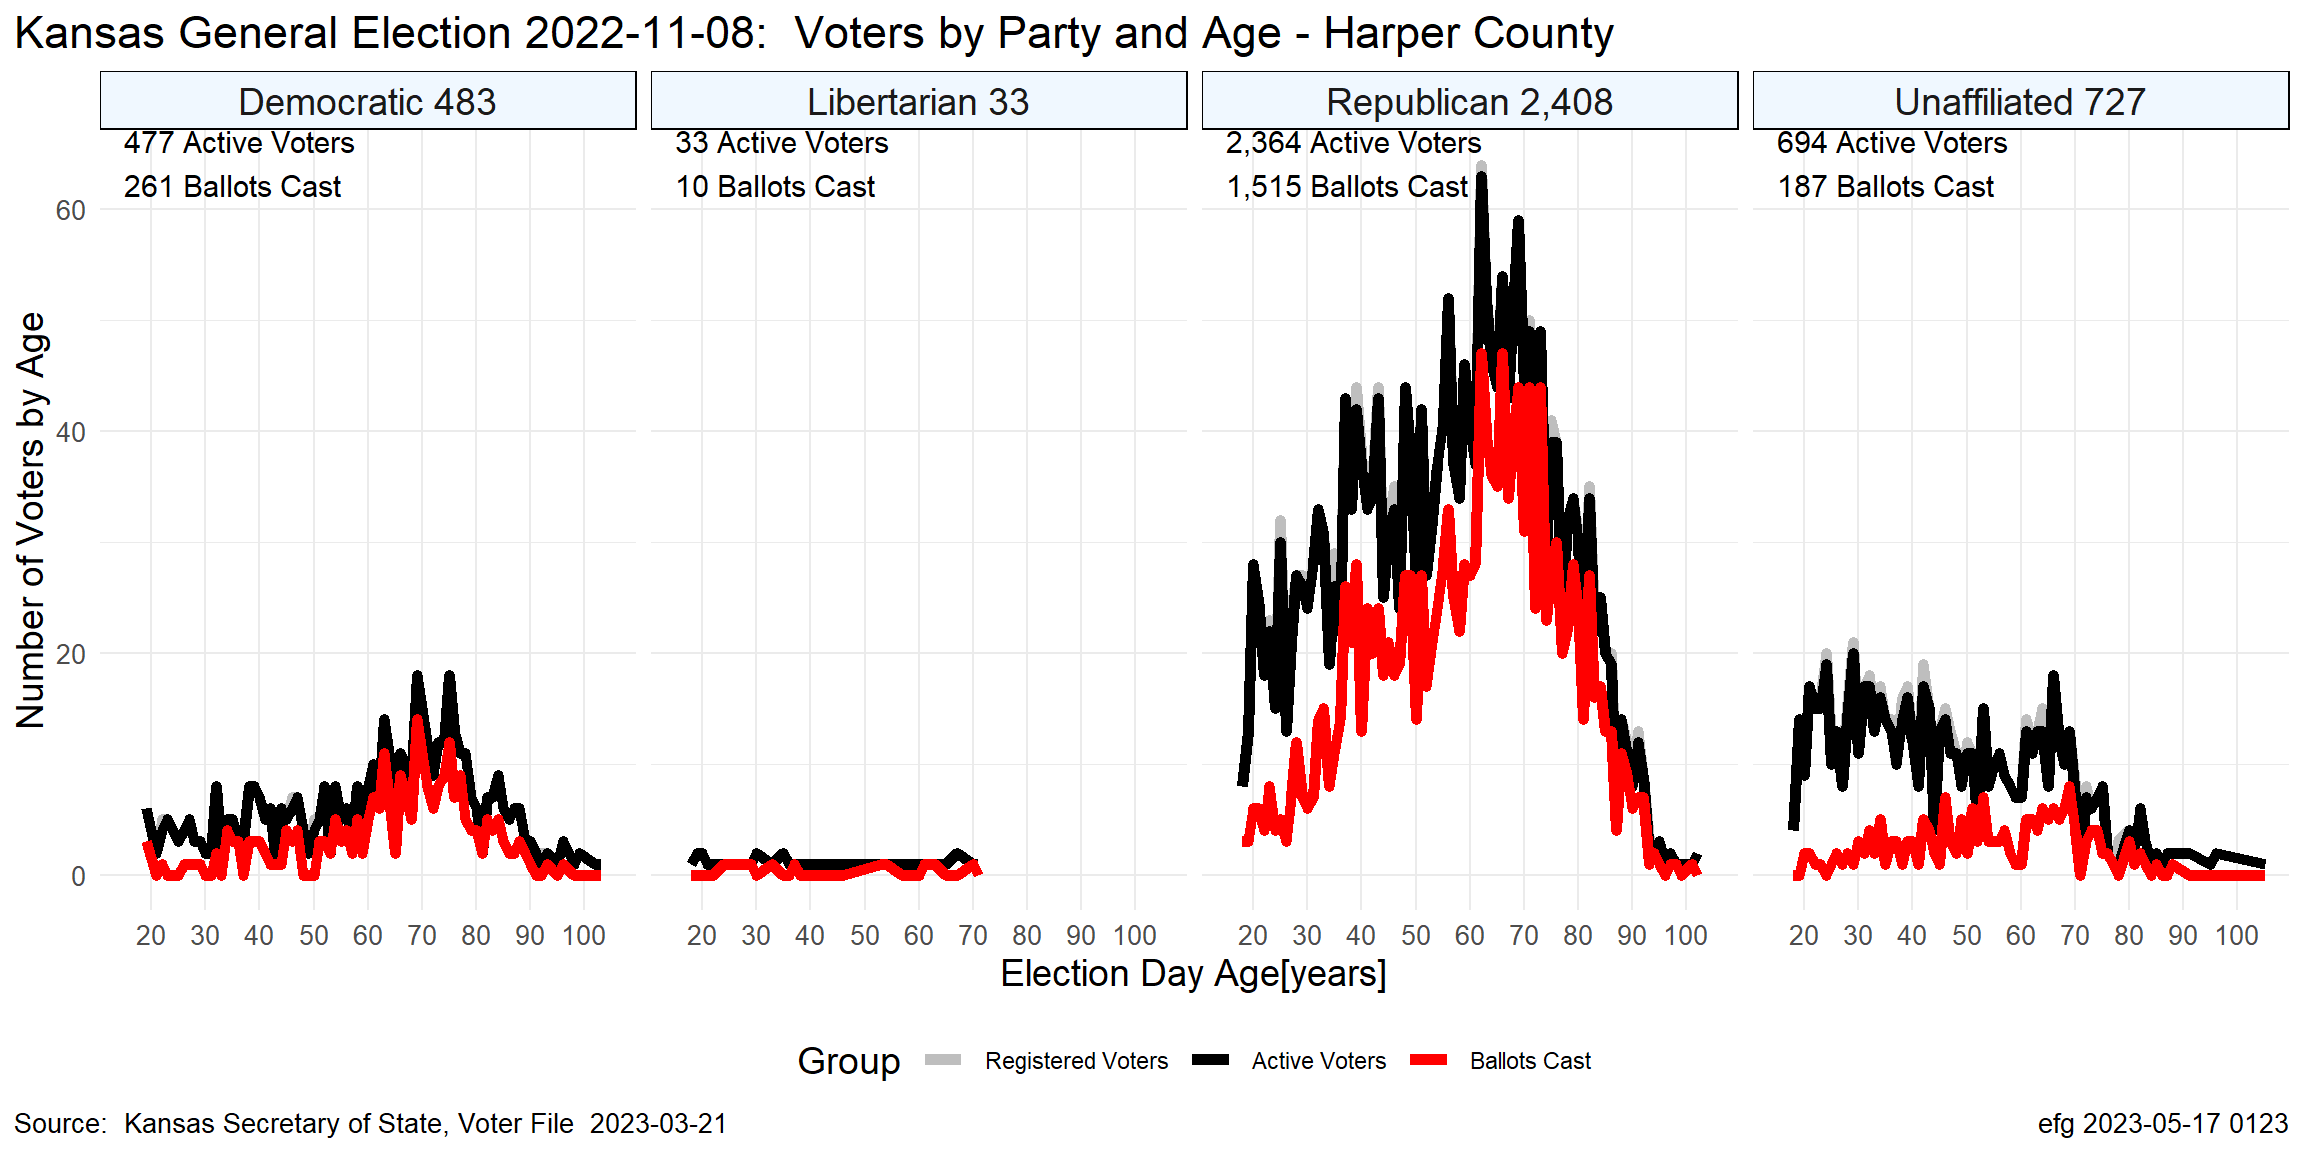 Kansas General Election 2022-11-08:  Voters by Party and Age - Harper County
Democratic 483
Libertarian 33
Republican 2,408
Unaffiliated 727
477 Active Voters
261 Ballots Cast
33 Active Voters
10 Ballots Cast
2,364 Active Voters
1,515 Ballots Cast
694 Active Voters
187 Ballots Cast
Number of Voters by Age
60
40
20
0
20 30 40 50 60 70 80 90 100
20 30 40 50 60 70 80 90 100
20 30 40 50 60 70 80 90 100
20 30 40 50 60 70 80 90 100
Election Day Age[years]
Group Registered Voters Active Voters Ballots Cast
Source:  Kansas Secretary of State, Voter File  2023-03-21
efg 2023-05-17 0123